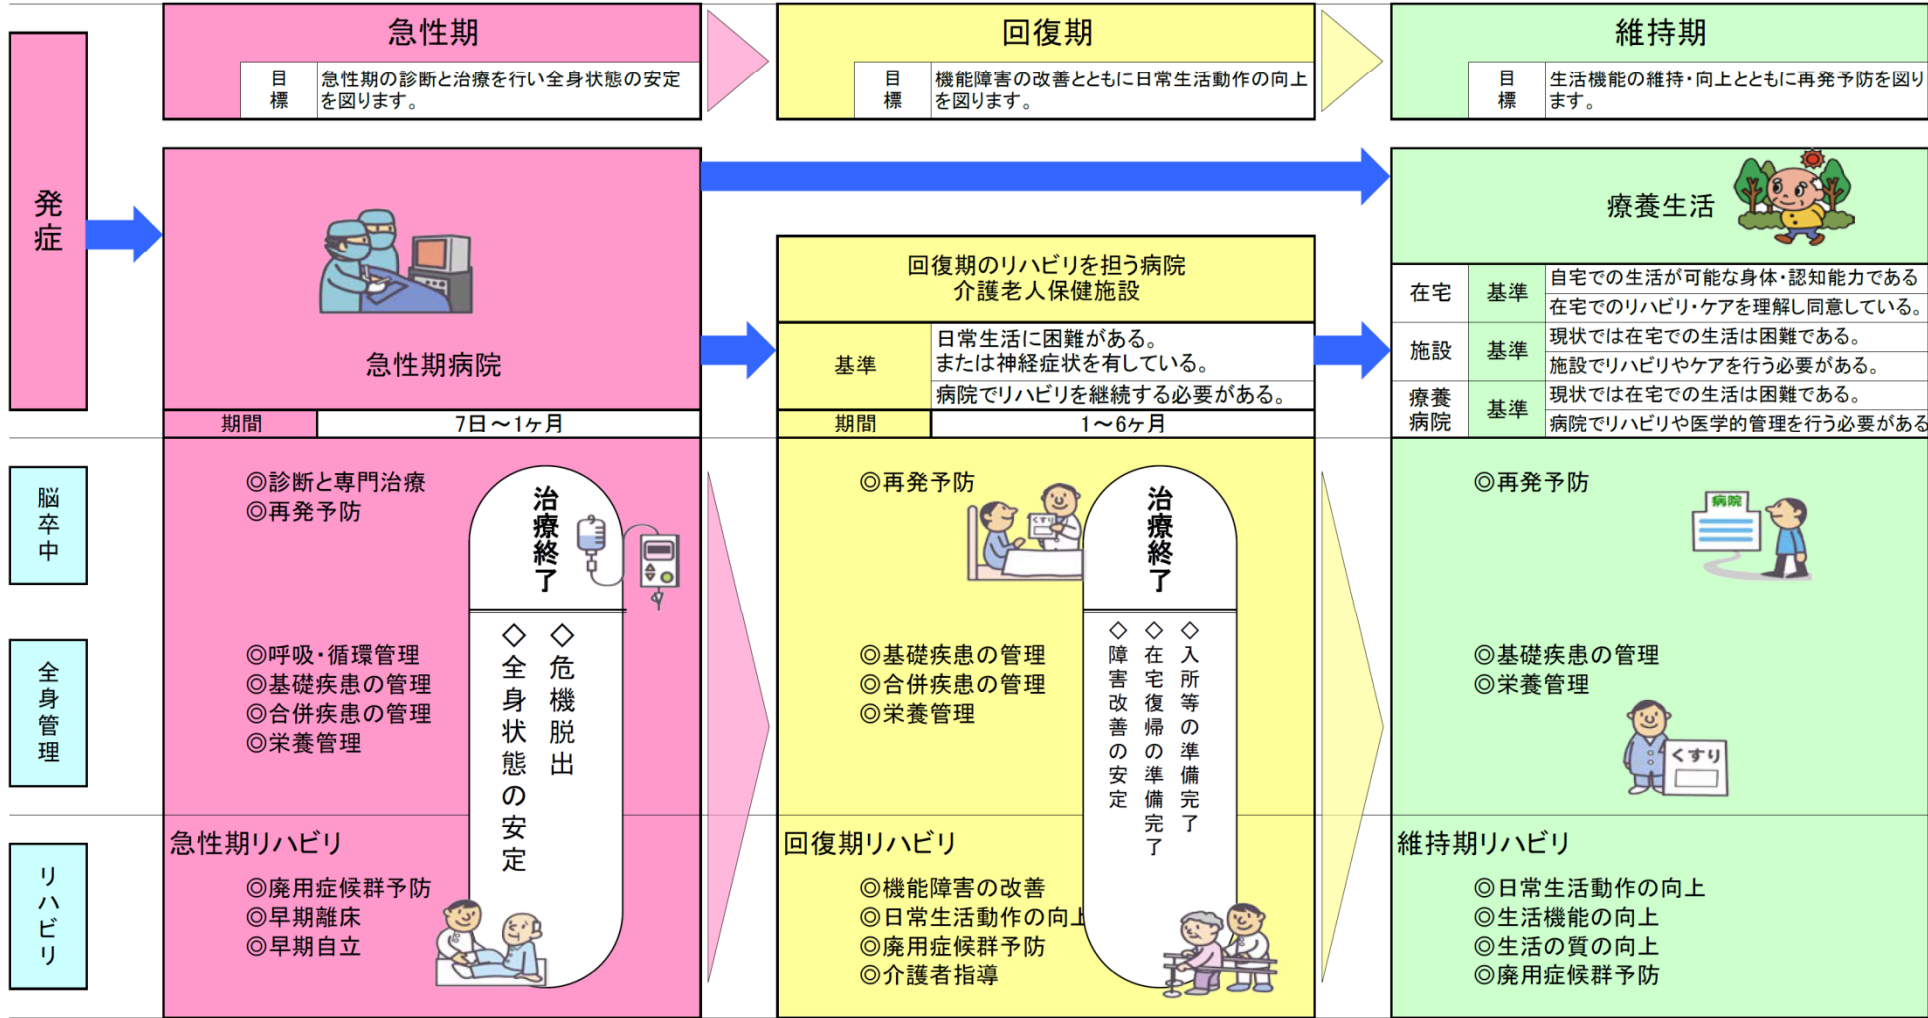 急性期
目標
急性期の診断と治療を行い全身状態の安定
を図ります。
回復期
目標
機能障害の改善とともに日常生活動作の向上
を図ります。
維持期
目標
生活機能の維持・向上とともに再発予防を図り
ます。
発症
急性期病院
期間
7日～1ヶ月
回復期のリハビリを担う病院
介護老人保健施設
基準
日常生活に困難がある。
または神経症状を有している。
病院でリハビリを継続する必要がある。
期間
1～6ヶ月
療養生活
在宅
基準
自宅での生活が可能な身体・認知能力である
在宅でのリハビリ・ケアを理解し同意している。
施設
基準
現状では在宅での生活は困難である。
施設でリハビリやケアを行う必要がある。
療養
病院
基準
現状では在宅での生活は困難である。
病院でリハビリや医学的管理を行う必要がある
脳卒中
◎診断と専門治療
◎再発予防
治療終了
◇危機脱出
◇全身状態の安定
◎再発予防
くすり
治療終了
◇入所等の準備完了
◇在宅復帰の準備完了
◇障害改善の安定
◎再発予防
病院
全身管理
◎呼吸・循環管理
◎基礎疾患の管理
◎合併疾患の管理
◎栄養管理
◎基礎疾患の管理
◎合併疾患の管理
◎栄養管理
◎基礎疾患の管理
◎栄養管理
くすり
リハビリ
急性期リハビリ
◎廃用症候群予防
◎早期離床
◎早期自立
回復期リハビリ
◎機能障害の改善
◎日常生活動作の向上
◎廃用症候群予防
◎介護者指導
維持期リハビリ
◎日常生活動作の向上
◎生活機能の向上
◎生活の質の向上
◎廃用症候群予防